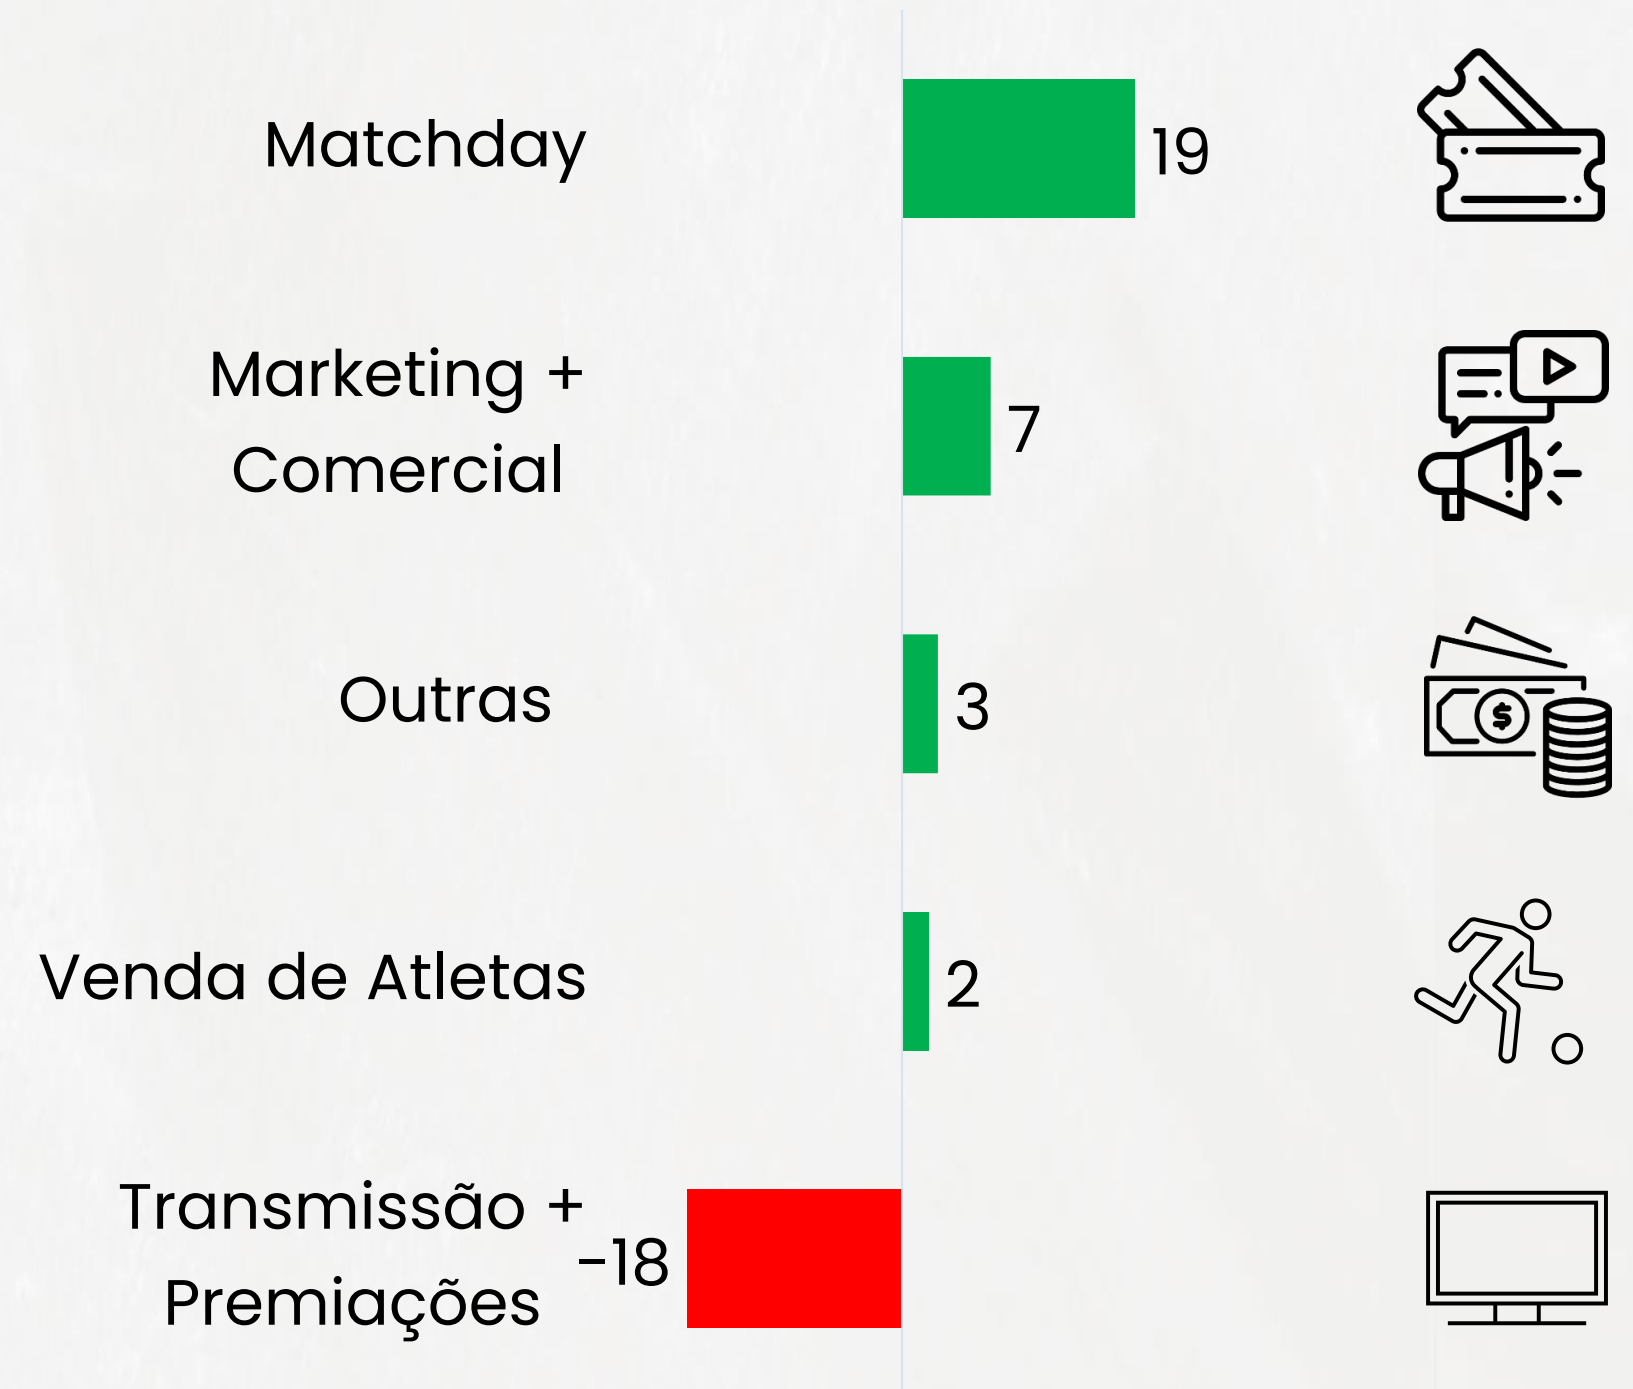 Matchday
19
Marketing +
Comercial
7
Outras
3
$
Venda de Atletas
2
Transmissão +
Premiações
-18